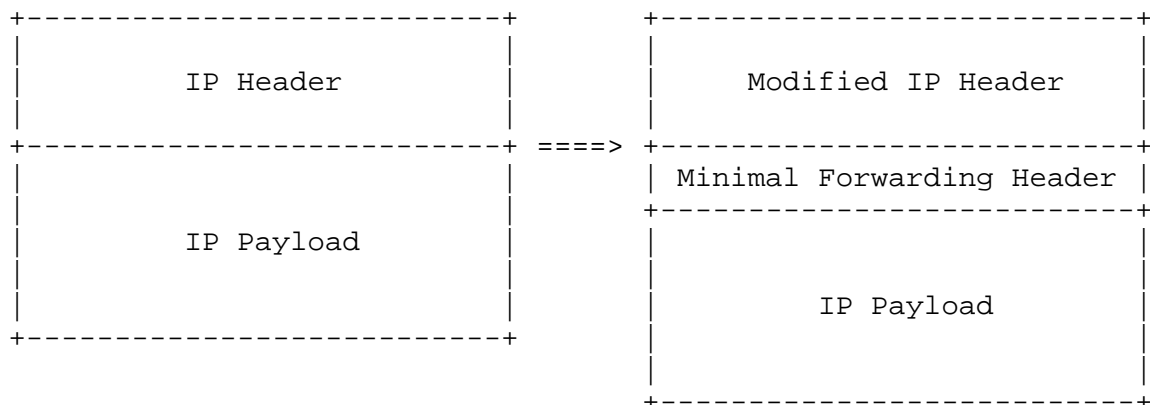 +---------------------------+       +---------------------------+
|                           |       |                           |
|         IP Header         |       |     Modified IP Header    |
|                           |       |                           |
+---------------------------+ ====> +---------------------------+
|                           |       | Minimal Forwarding Header |
|                           |       +---------------------------+
|         IP Payload        |       |                           |
|                           |       |                           |
|                           |       |         IP Payload        |
+---------------------------+       |                           |
                                    |                           |
                                    +---------------------------+